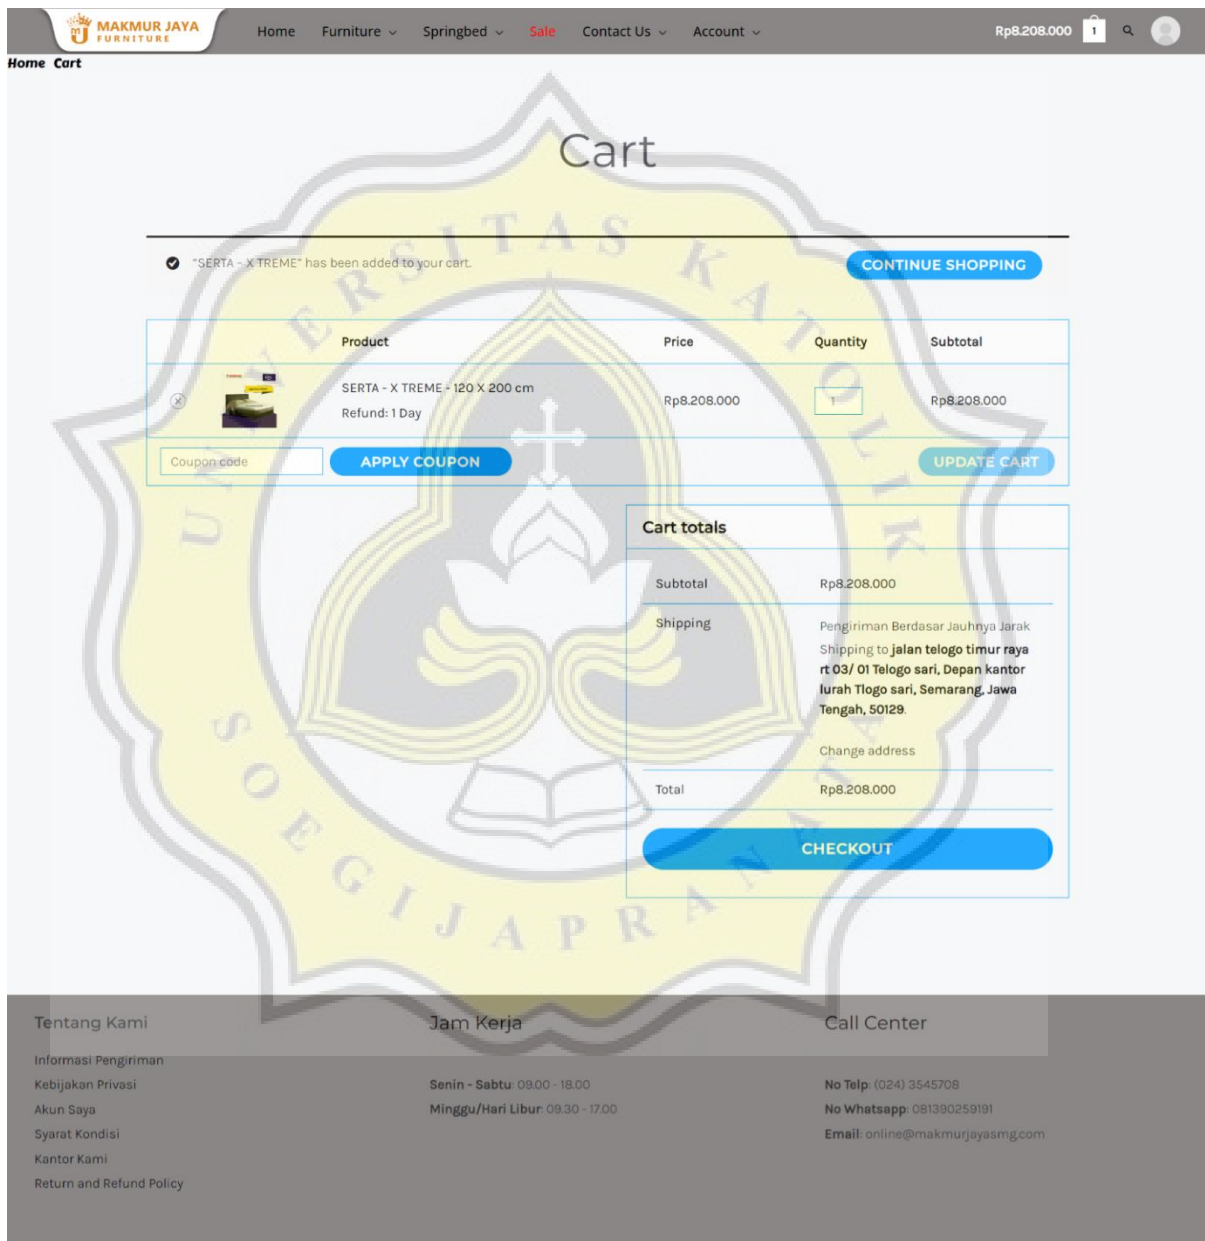 MAKMUR JAYA
FURNITURE
Home Furniture Springbed Sale Contact Us Account Rp8.208.000 1
Home Cart
Cart
"SERTA - X TREME" has been added to your cart. CONTINUE SHOPPING
Product Price Quantity Subtotal
SERTA - X TREME - 120 X 200 cm
Refund: 1 Day
Rp8.208.000 1 Rp8.208.000
Coupon code APPLY COUPON UPDATE CART
Cart totals
Subtotal Rp8.208.000
Shipping Pengiriman Berdasar Jauhnya Jarak
Shipping to jalan telogo timur raya
rt 03/ 01 Telogo sari, Depan kantor
lurah Tlogo sari, Semarang, Jawa
Tengah, 50129.
Change address
Total Rp8.208.000
CHECKOUT
UNIVERSITAS KATOLIK
SOEGIJAPRANATA
Tentang Kami
Informasi Pengiriman
Kebijakan Privasi
Akun Saya
Syarat Kondisi
Kantor Kami
Return and Refund Policy
Jam Kerja
Senin - Sabtu: 09.00 - 18.00
Minggu/Hari Libur: 09.30 - 17.00
Call Center
No Telp: (024) 3545708
No Whatsapp: 081390259191
Email: online@makmurjayasmg.com